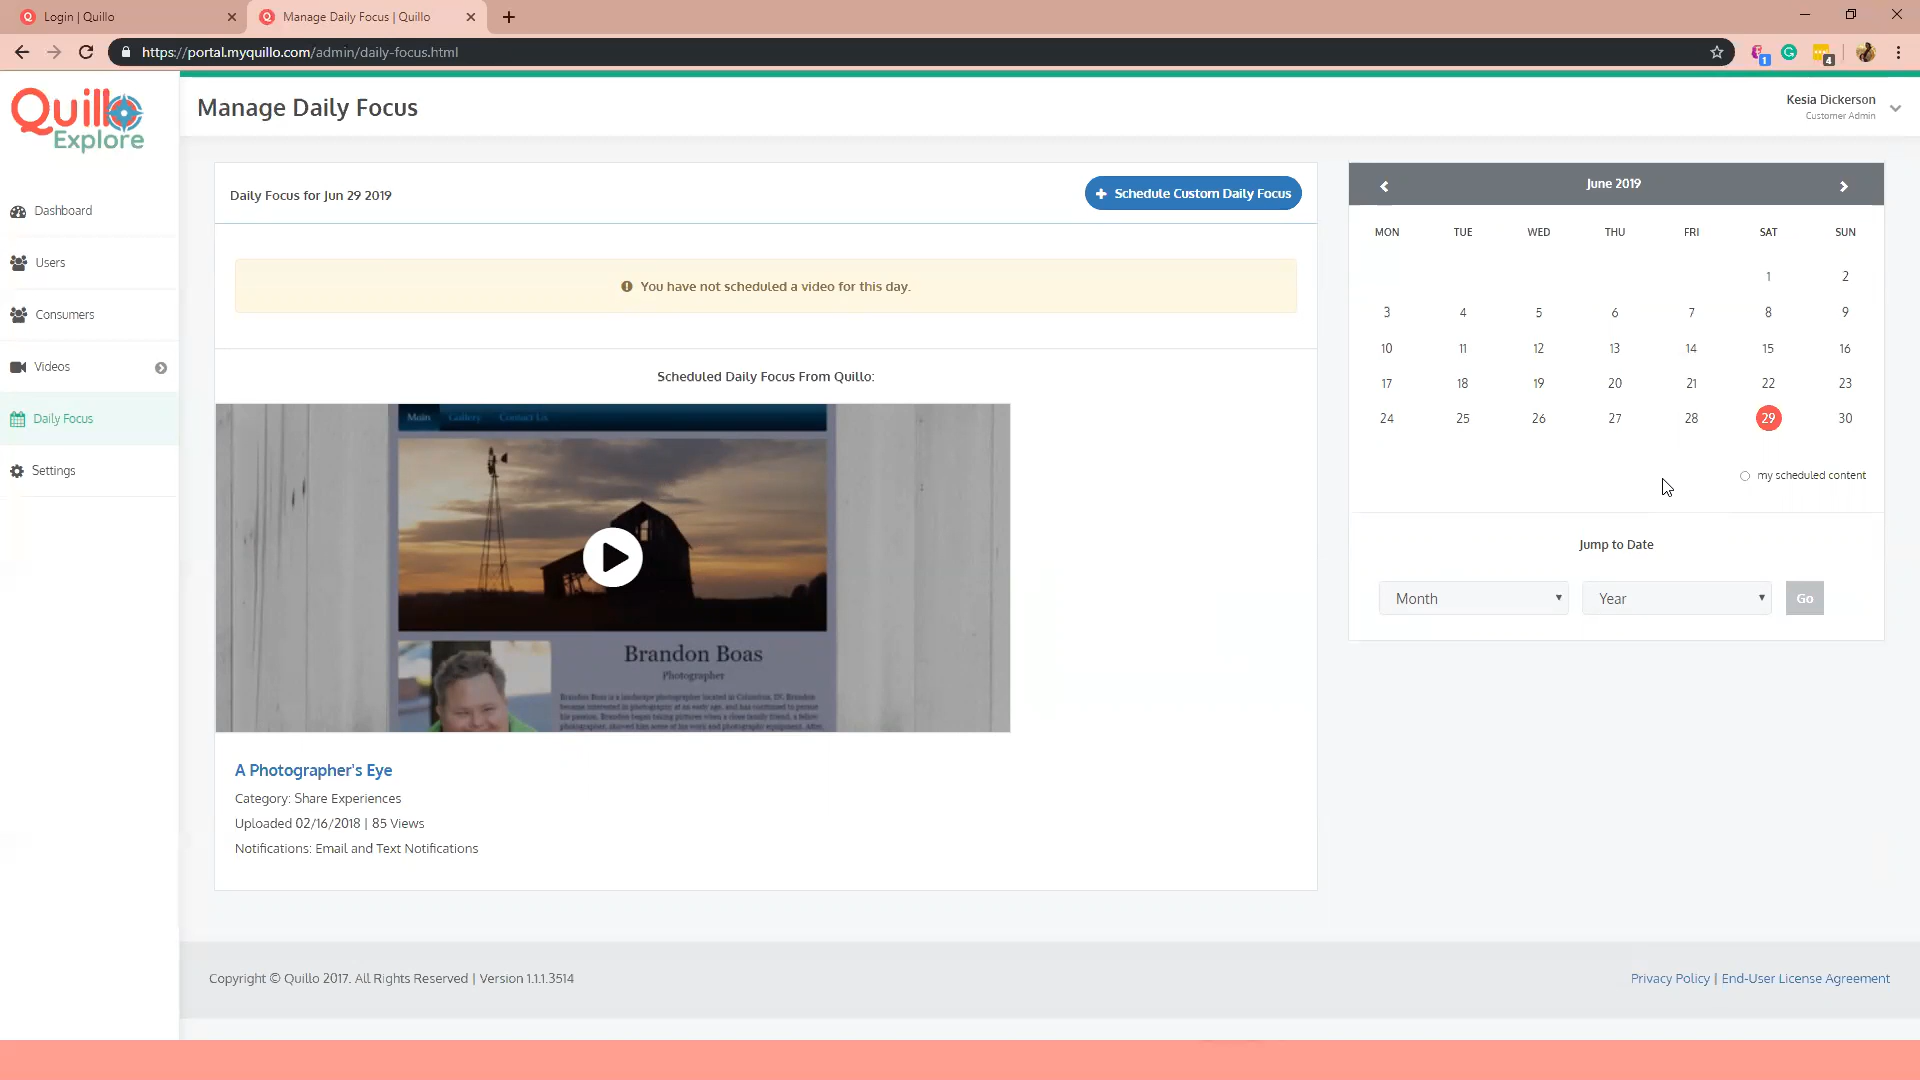 Login | Quillo
Manage Daily Focus | Quillo
https://portal.myquillo.com/admin/daily-focus.html
1
4
Quillo
Explore
Manage Daily Focus
Kesia Dickerson
Customer Admin
Dashboard
Users
Consumers
Videos
Daily Focus
Settings
Daily Focus for Jun 29 2019
Schedule Custom Daily Focus
You have not scheduled a video for this day.
Scheduled Daily Focus From Quillo:
Main Gallery Contact Us
Brandon Boas
Photographer
A Photographer's Eye
Category: Share Experiences
Uploaded 02/16/2018 | 85 Views
Notifications: Email and Text Notifications
June 2019
MON TUE WED THU FRI SAT SUN
1 2
3 4 5 6 7 8 9
10 11 12 13 14 15 16
17 18 19 20 21 22 23
24 25 26 27 28 29 30
my scheduled content
Jump to Date
Month Year Go
Copyright © Quillo 2017. All Rights Reserved | Version 1.1.1.3514
Privacy Policy | End-User License Agreement